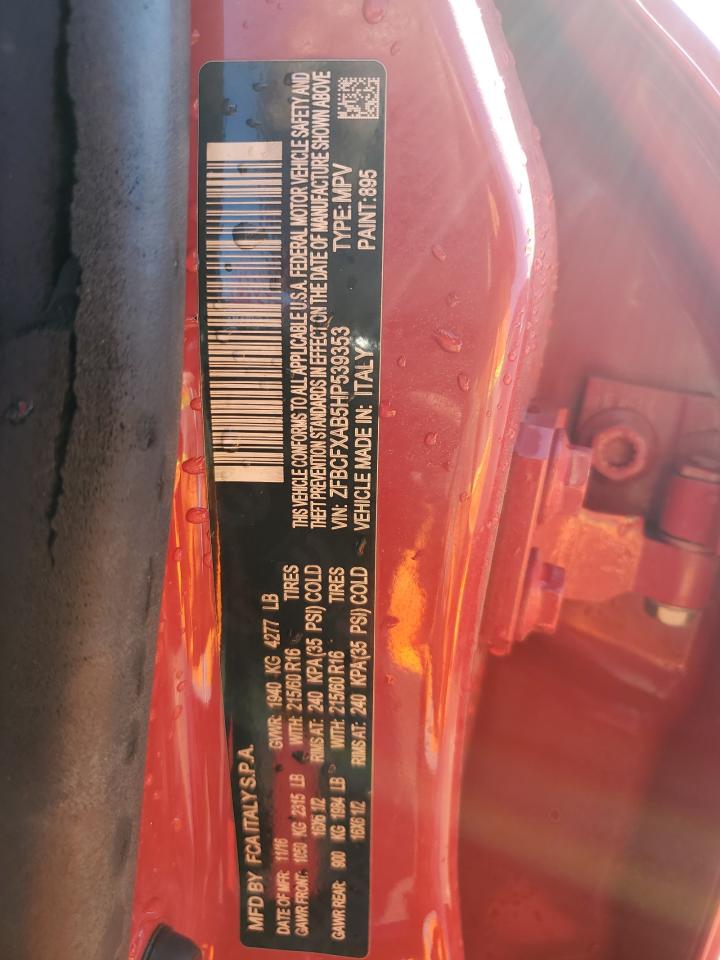 MFD BY FCA ITALY S.P.A.
DATE OF MFR: 11/16 GVWR: 1940 KG 4277 LB
GAWR FRONT: 1050 KG 2315 LB WITH: 215/60 R16 TIRES
16X6 1/2 RIMS AT: 240 KPA(35 PSI) COLD
GAWR REAR: 900 KG 1984 LB WITH: 215/60 R16 TIRES
16X6 1/2 RIMS AT: 240 KPA(35 PSI) COLD
THIS VEHICLE CONFORMS TO ALL APPLICABLE U.S.A. FEDERAL MOTOR VEHICLE SAFETY AND
THEFT PREVENTION STANDARDS IN EFFECT ON THE DATE OF MANUFACTURE SHOWN ABOVE
VIN: ZFBCFXAB5HP539353 TYPE: MPV
VEHICLE MADE IN: ITALY PAINT: 895